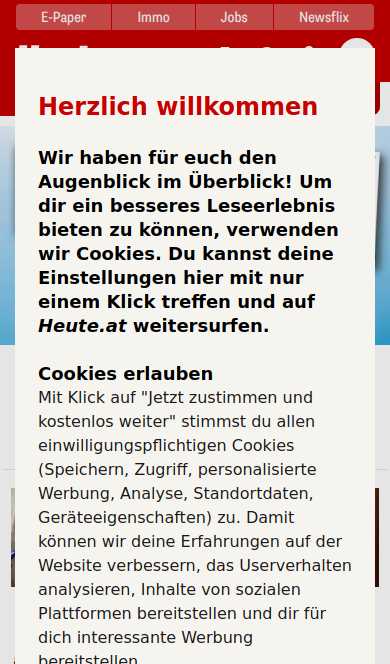 E-Paper
Immo
Jobs
Newsflix
Herzlich willkommen
Wir haben für euch den
Augenblick im Überblick! Um
dir ein besseres Leseerlebnis
bieten zu können, verwenden
wir Cookies. Du kannst deine
Einstellungen hier mit nur
einem Klick treffen und auf
Heute.at weitersurfen.
Cookies erlauben
Mit Klick auf "Jetzt zustimmen und
kostenlos weiter" stimmst du allen
einwilligungspflichtigen Cookies
(Speichern, Zugriff, personalisierte
Werbung, Analyse, Standortdaten,
Geräteeigenschaften) zu. Damit
können wir deine Erfahrungen auf der
Website verbessern, das Userverhalten
analysieren, Inhalte von sozialen
Plattformen bereitstellen und dir für
dich interessante Werbung
bereitstellen.